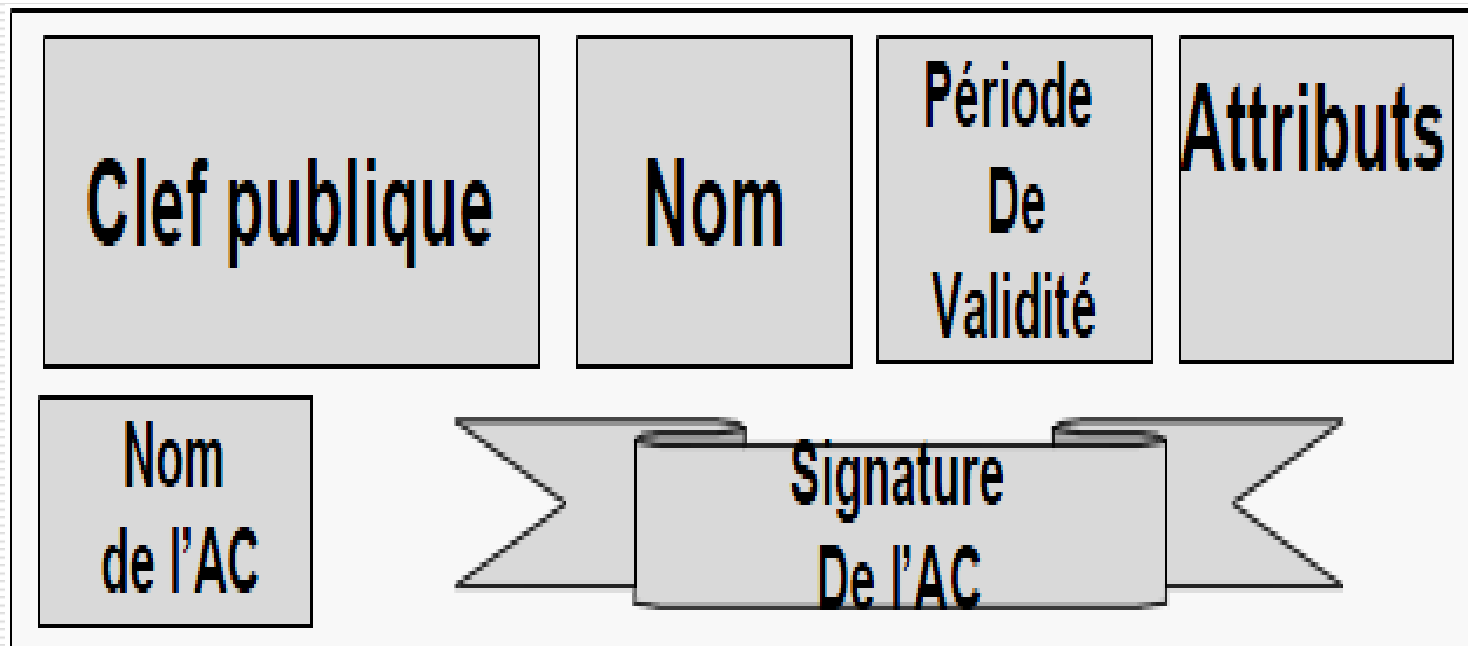 Clef publique
Nom
Période
De
Validité
Attributs
Nom
de l’AC
Signature
De l’AC